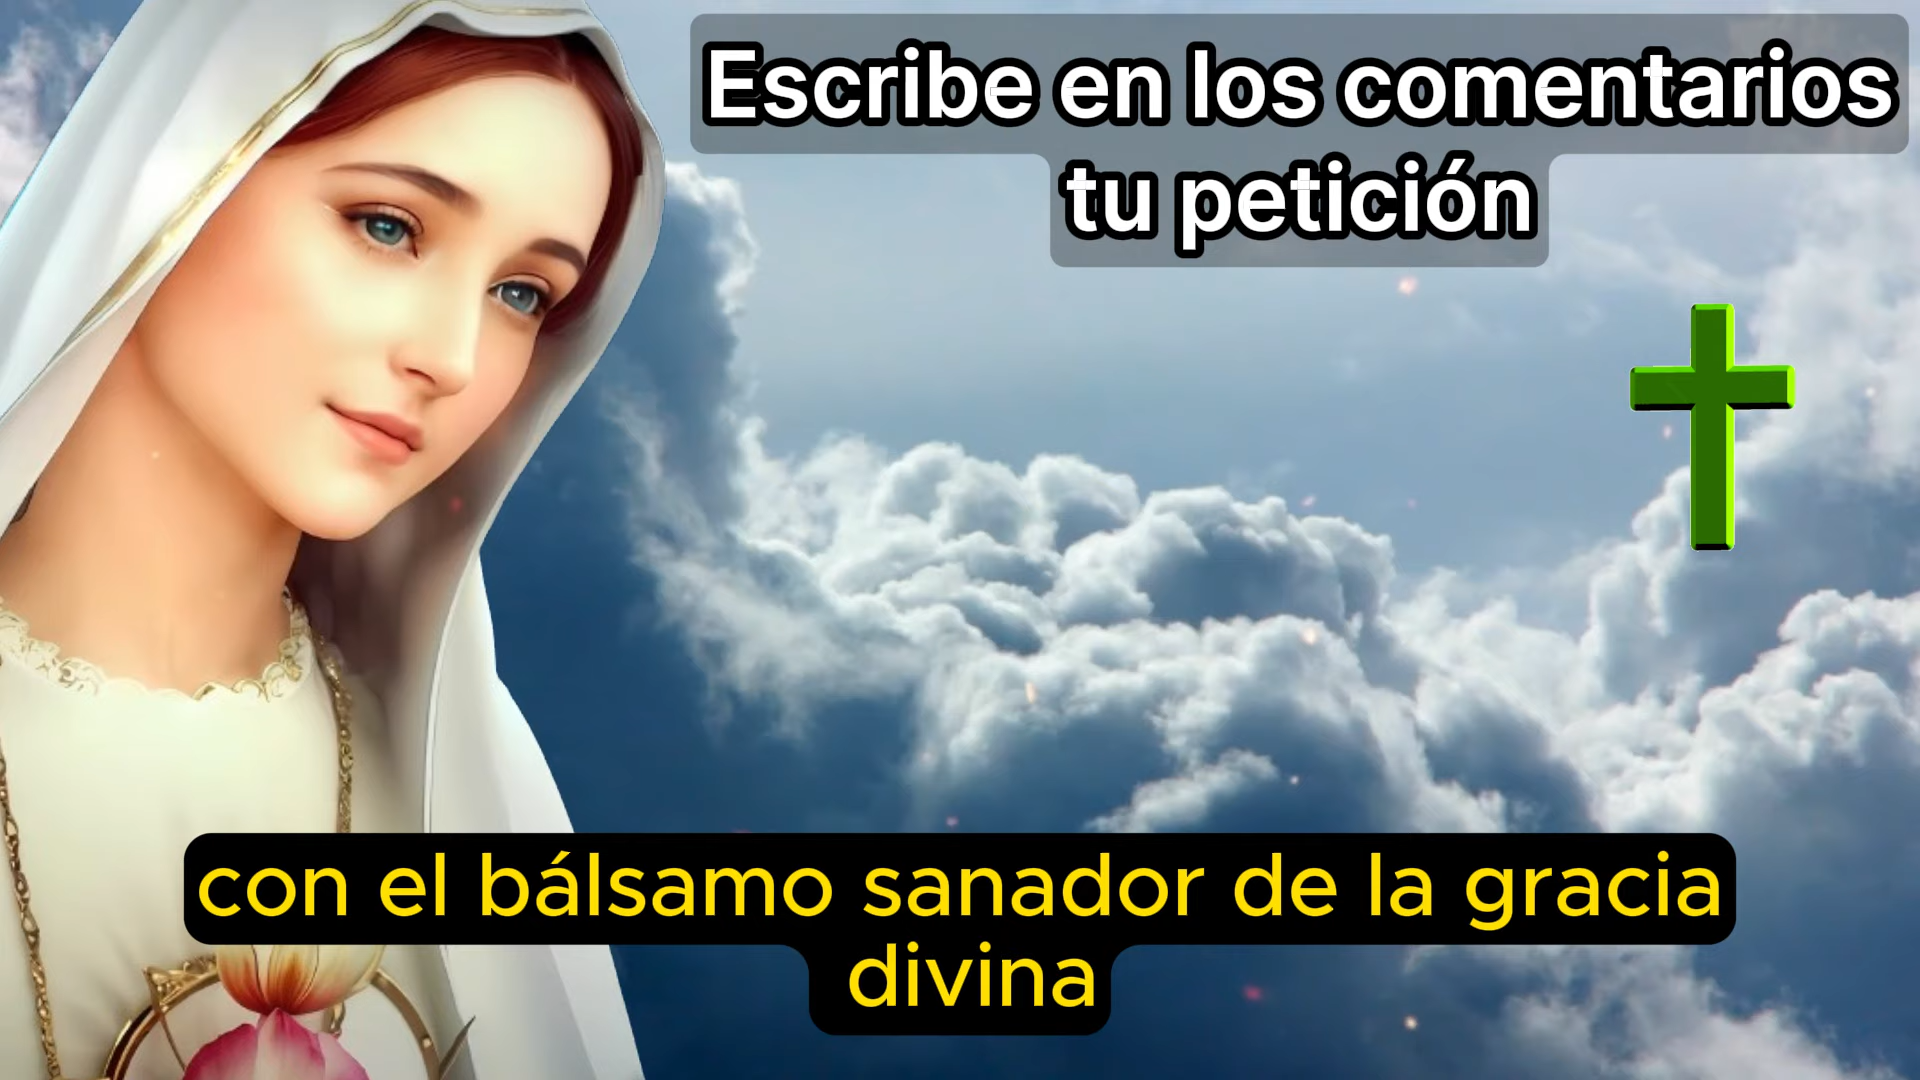 Escribe en los comentarios
tu petición
con el bálsamo sanador de la gracia
divina